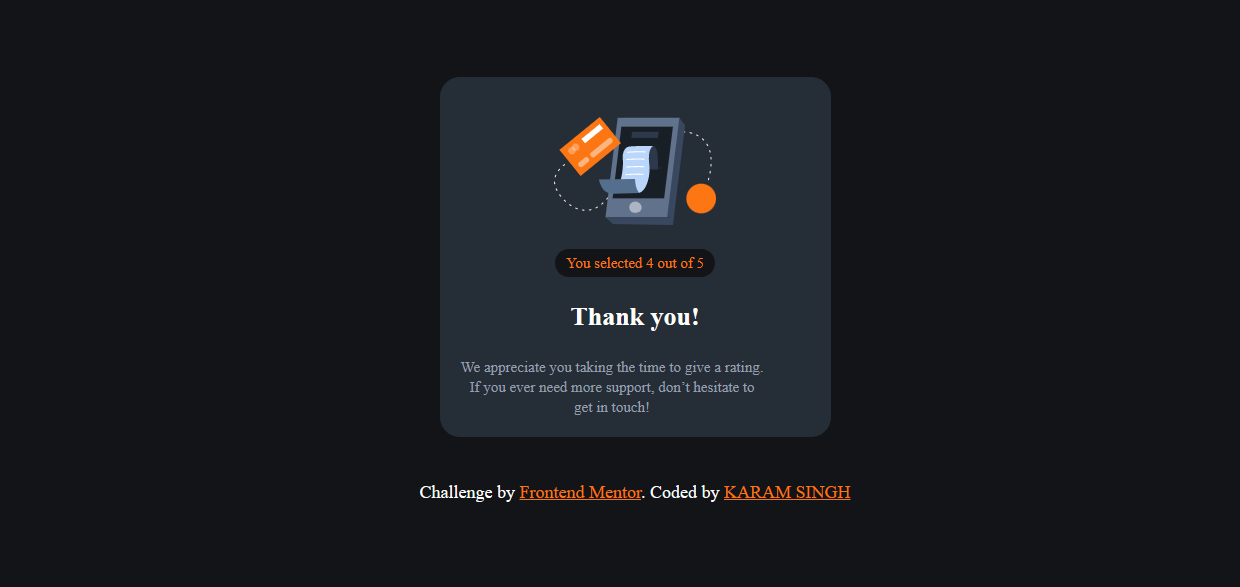 You selected 4 out of 5
Thank you!
We appreciate you taking the time to give a rating.
If you ever need more support, don’t hesitate to
get in touch!
Challenge by Frontend Mentor. Coded by KARAM SINGH